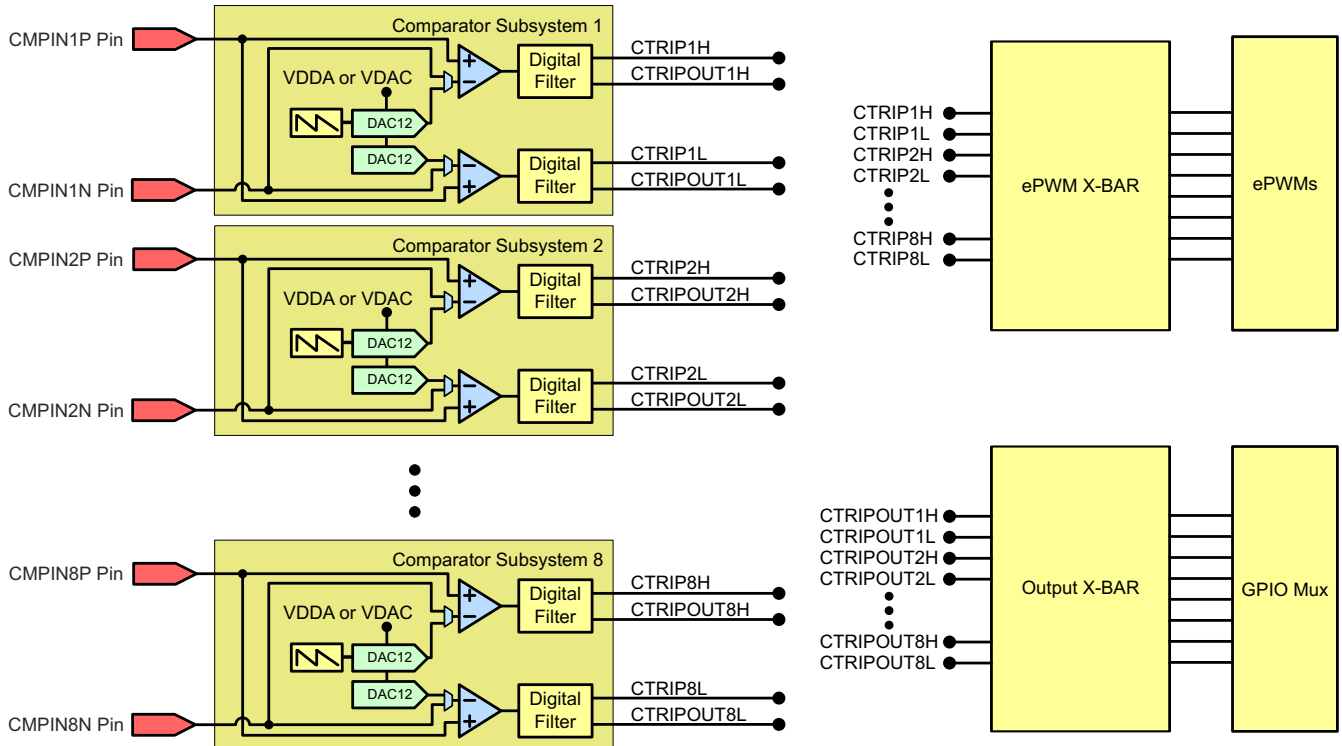 Comparator Subsystem 1
CMPIN1P Pin
CTRIP1H
CTRIPOUT1H
Digital
Filter
VDDA or VDAC
DAC12
DAC12
CTRIP1L
CTRIPOUT1L
Digital
Filter
CMPIN1N Pin
Comparator Subsystem 2
CMPIN2P Pin
CTRIP2H
CTRIPOUT2H
Digital
Filter
VDDA or VDAC
DAC12
DAC12
CTRIP2L
CTRIPOUT2L
Digital
Filter
CMPIN2N Pin
Comparator Subsystem 8
CMPIN8P Pin
CTRIP8H
CTRIPOUT8H
Digital
Filter
VDDA or VDAC
DAC12
DAC12
CTRIP8L
CTRIPOUT8L
Digital
Filter
CMPIN8N Pin
CTRIP1H
CTRIP1L
CTRIP2H
CTRIP2L
CTRIP8H
CTRIP8L
ePWM X-BAR
ePWMs
CTRIPOUT1H
CTRIPOUT1L
CTRIPOUT2H
CTRIPOUT2L
CTRIPOUT8H
CTRIPOUT8L
Output X-BAR
GPIO Mux